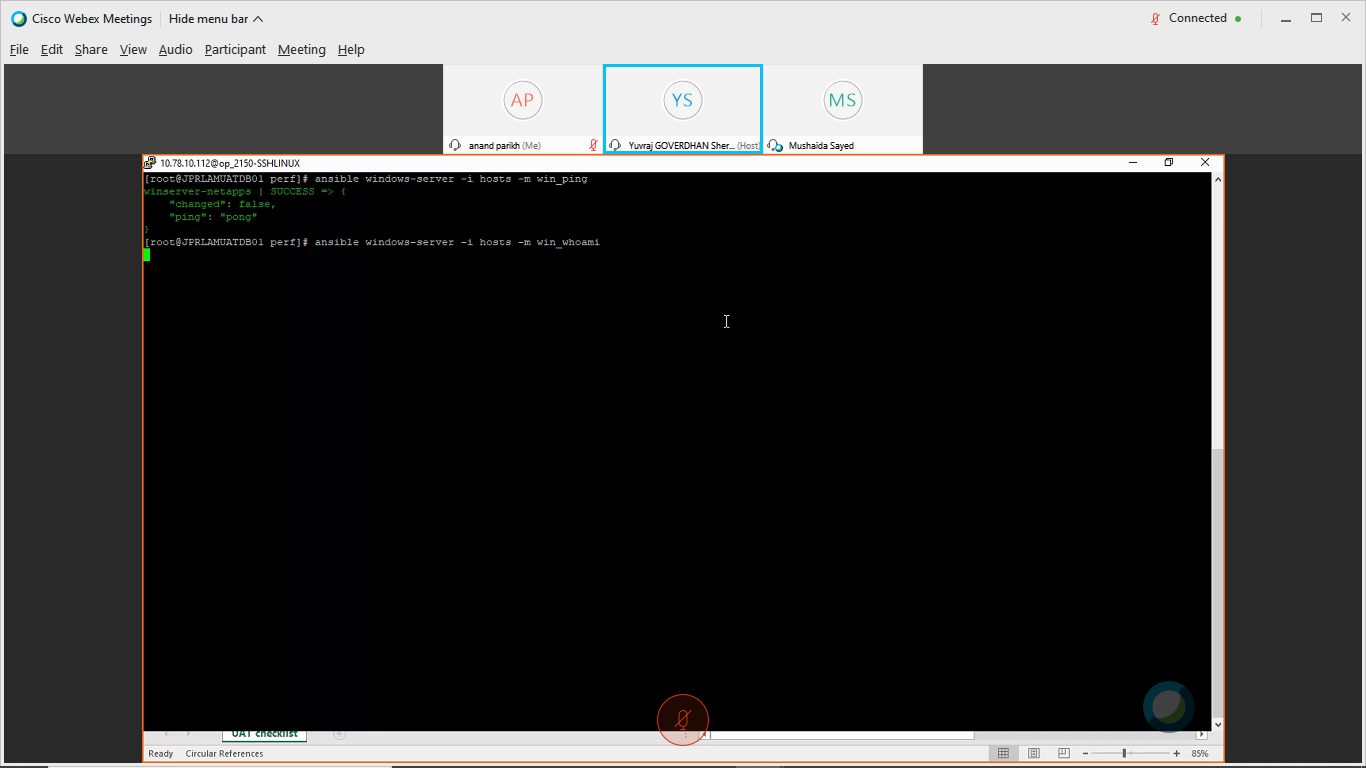 Cisco Webex Meetings Hide menu bar Connected
File Edit Share View Audio Participant Meeting Help
AP YS MS
anand parikh (Me) Yuvraj GOVERDHAN Sher... (Host) Mushaida Sayed
10.78.10.112@op_2150-SSHLINUX
[root@JPRLAMUATDB01 perf]# ansible windows-server -i hosts -m win_ping
winserver-netapps | SUCCESS => {
"changed": false,
"ping": "pong"
}
[root@JPRLAMUATDB01 perf]# ansible windows-server -i hosts -m win_whoami
UAT checklist
Ready Circular References 85%